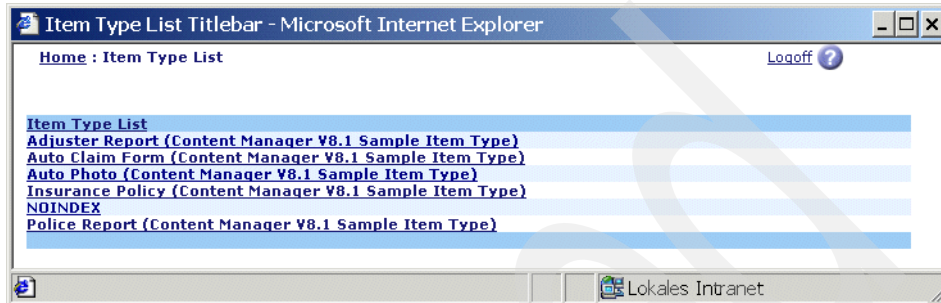 Item Type List Titlebar - Microsoft Internet Explorer
Home : Item Type List Logoff ?
Item Type List
Adjuster Report (Content Manager V8.1 Sample Item Type)
Auto Claim Form (Content Manager V8.1 Sample Item Type)
Auto Photo (Content Manager V8.1 Sample Item Type)
Insurance Policy (Content Manager V8.1 Sample Item Type)
NOINDEX
Police Report (Content Manager V8.1 Sample Item Type)
Lokales Intranet